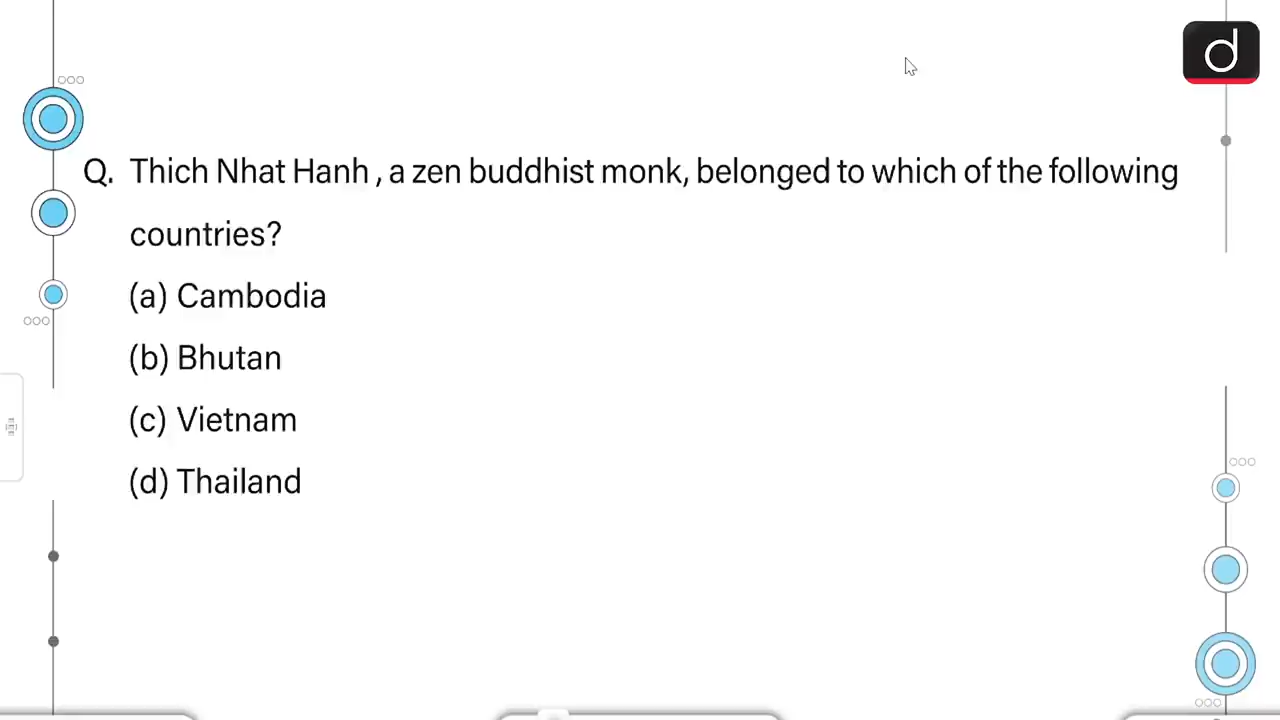 Q. Thich Nhat Hanh , a zen buddhist monk, belonged to which of the following
countries?
(a) Cambodia
(b) Bhutan
(c) Vietnam
(d) Thailand
d